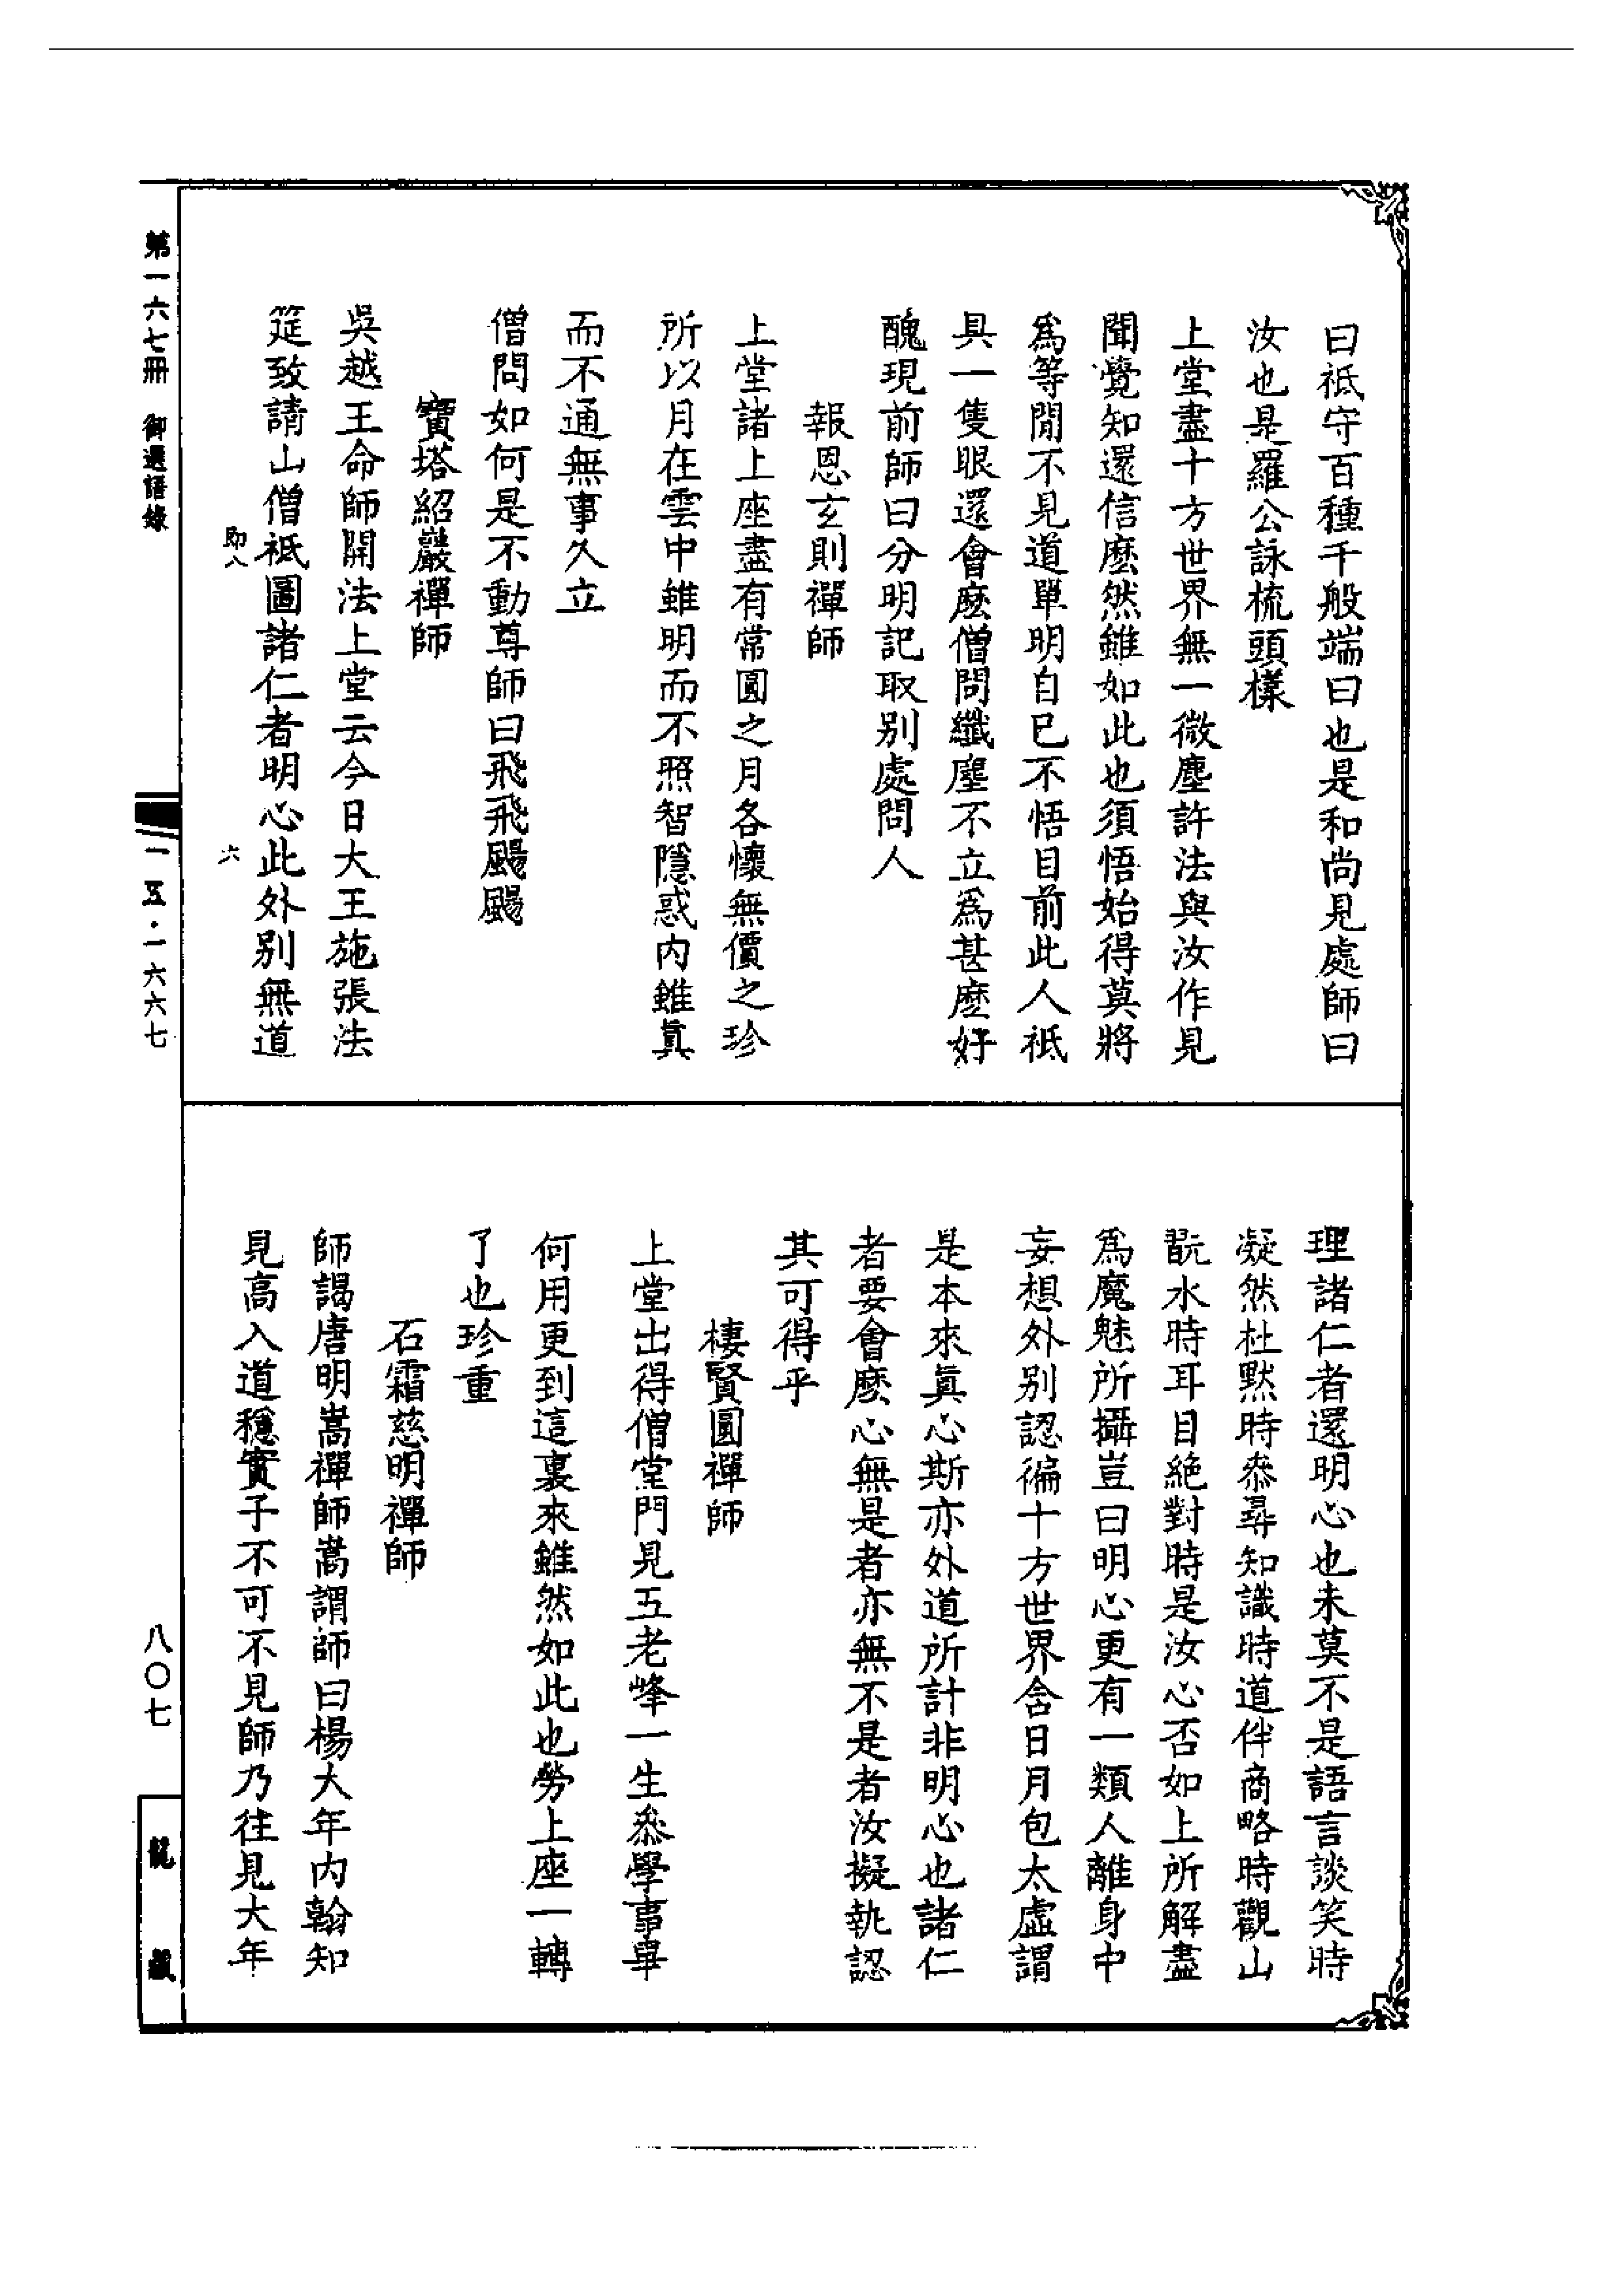 曰祇守百種千般端曰也是和尚見處師曰
汝也是羅公詠梳頭樣
上堂盡十方世界無一微塵許法與汝作見
聞覺知還信麽然雖如此也須悟始得莫將
爲等閒不見道單明自已不悟目前此人祇
具一隻眼還會麽僧問纖塵不立爲甚麽好
醜現前師曰分明記取別處問人
報恩玄則禪師
上堂諸上座盡有常圓之月各懷無價之珍
所以月在雲中雖明而不照智隱惑內雖眞
而不通無事久立
僧問如何是不動尊師曰飛飛颺颺
寶塔紹巖禪師
吳越王命師開法上堂云今日大王施張法
筵致請山僧祇圖諸仁者明心此外別無道
即八
六
理諸仁者還明心也未莫不是語言談笑時
凝然杜默時叅尋知識時道伴商略時觀山
翫水時耳目絶對時是汝心否如上所解盡
爲魔魅所攝豈曰明心更有一類人離身中
妄想外別認徧十方世界含日月包太虛謂
是本來眞心斯亦外道所計非明心也諸仁
者要會麽心無是者亦無不是者汝擬執認
其可得乎
棲賢圓禪師
上堂出得僧堂門見五老峰一生叅學事畢
何用更到這裏來雖然如此也勞上座一轉
了也珍重
石霜慈明禪師
師謁唐明嵩禪師嵩謂師曰楊大年內翰知
見高入道穩實子不可不見師乃往見大年
第一六七冊　御選語錄
一五・一六六七
八〇七
龍藏